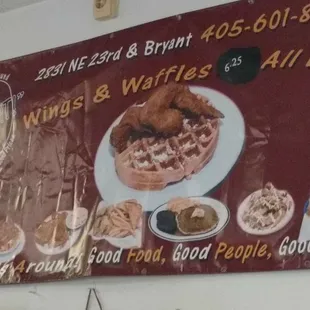 2831 NE 23rd & Bryant 405-601-8
Wings & Waffles 6.25 All
Around Good Food, Good People, Good